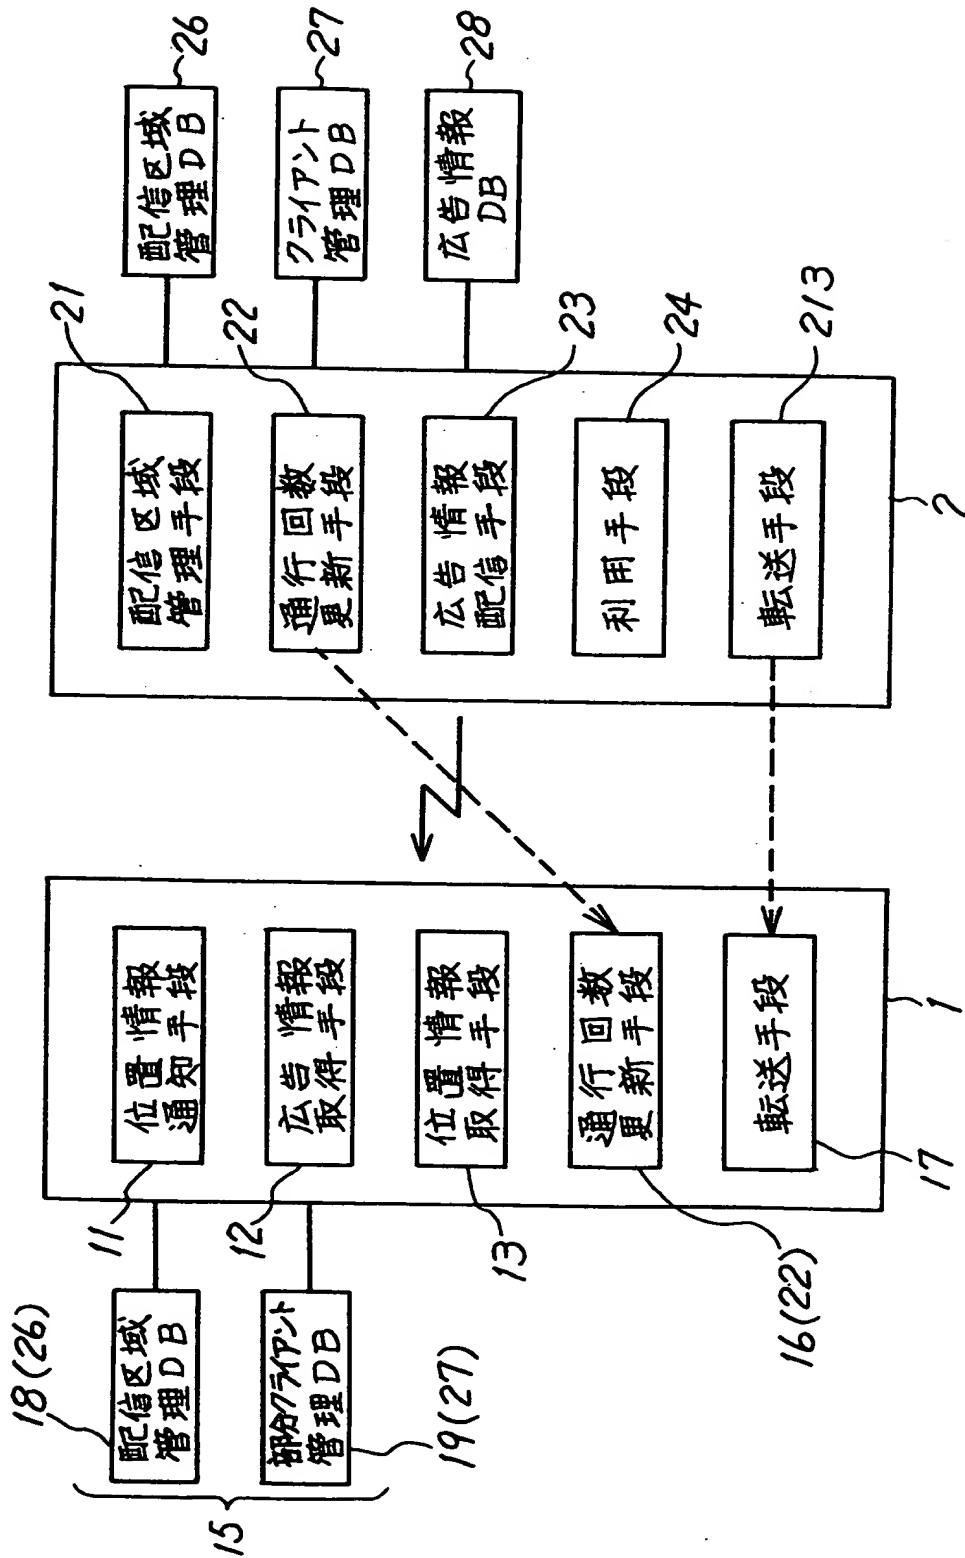 18(26)
配信区域
管理DB
部分クライアント
管理DB
19(27)
15
11
位置情報
通知手段
12
広告情報
取得手段
13
位置情報
取得手段
16(22)
通行回数
更新手段
17
転送手段
1
21
配信区域
管理手段
22
通行回数
更新手段
23
広告情報
配信手段
24
利用手段
213
転送手段
2
26
配信区域
管理DB
27
クライアント
管理DB
28
広告情報
DB